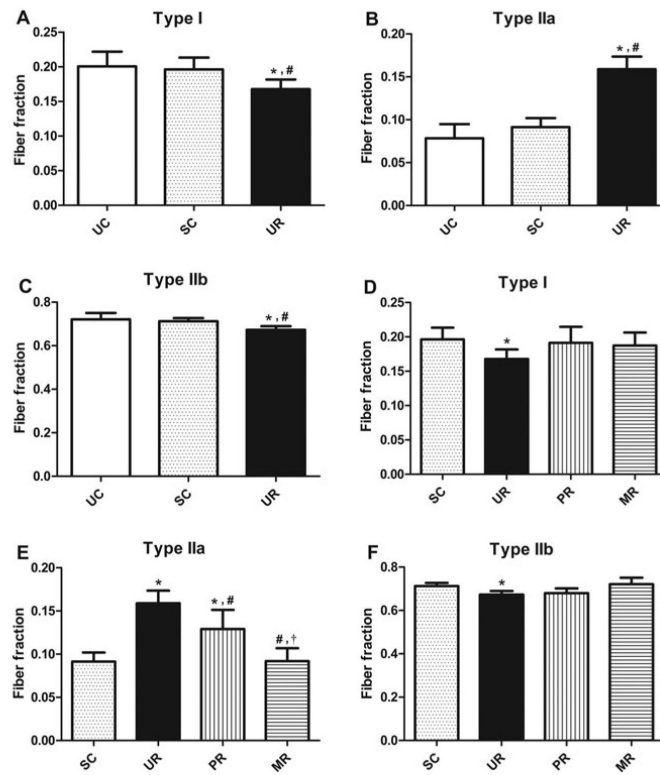 A
Type I
Fiber fraction
0.25
0.20
0.15
0.10
0.05
0.00
*, #
UC
SC
UR
B
Type IIa
Fiber fraction
0.20
0.15
0.10
0.05
0.00
*, #
UC
SC
UR
C
Type IIb
Fiber fraction
0.8
0.6
0.4
0.2
0.0
*, #
UC
SC
UR
D
Type I
Fiber fraction
0.25
0.20
0.15
0.10
0.05
0.00
*
SC
UR
PR
MR
E
Type IIa
Fiber fraction
0.20
0.15
0.10
0.05
0.00
*
*, #
#, †
SC
UR
PR
MR
F
Type IIb
Fiber fraction
0.8
0.6
0.4
0.2
0.0
*
SC
UR
PR
MR